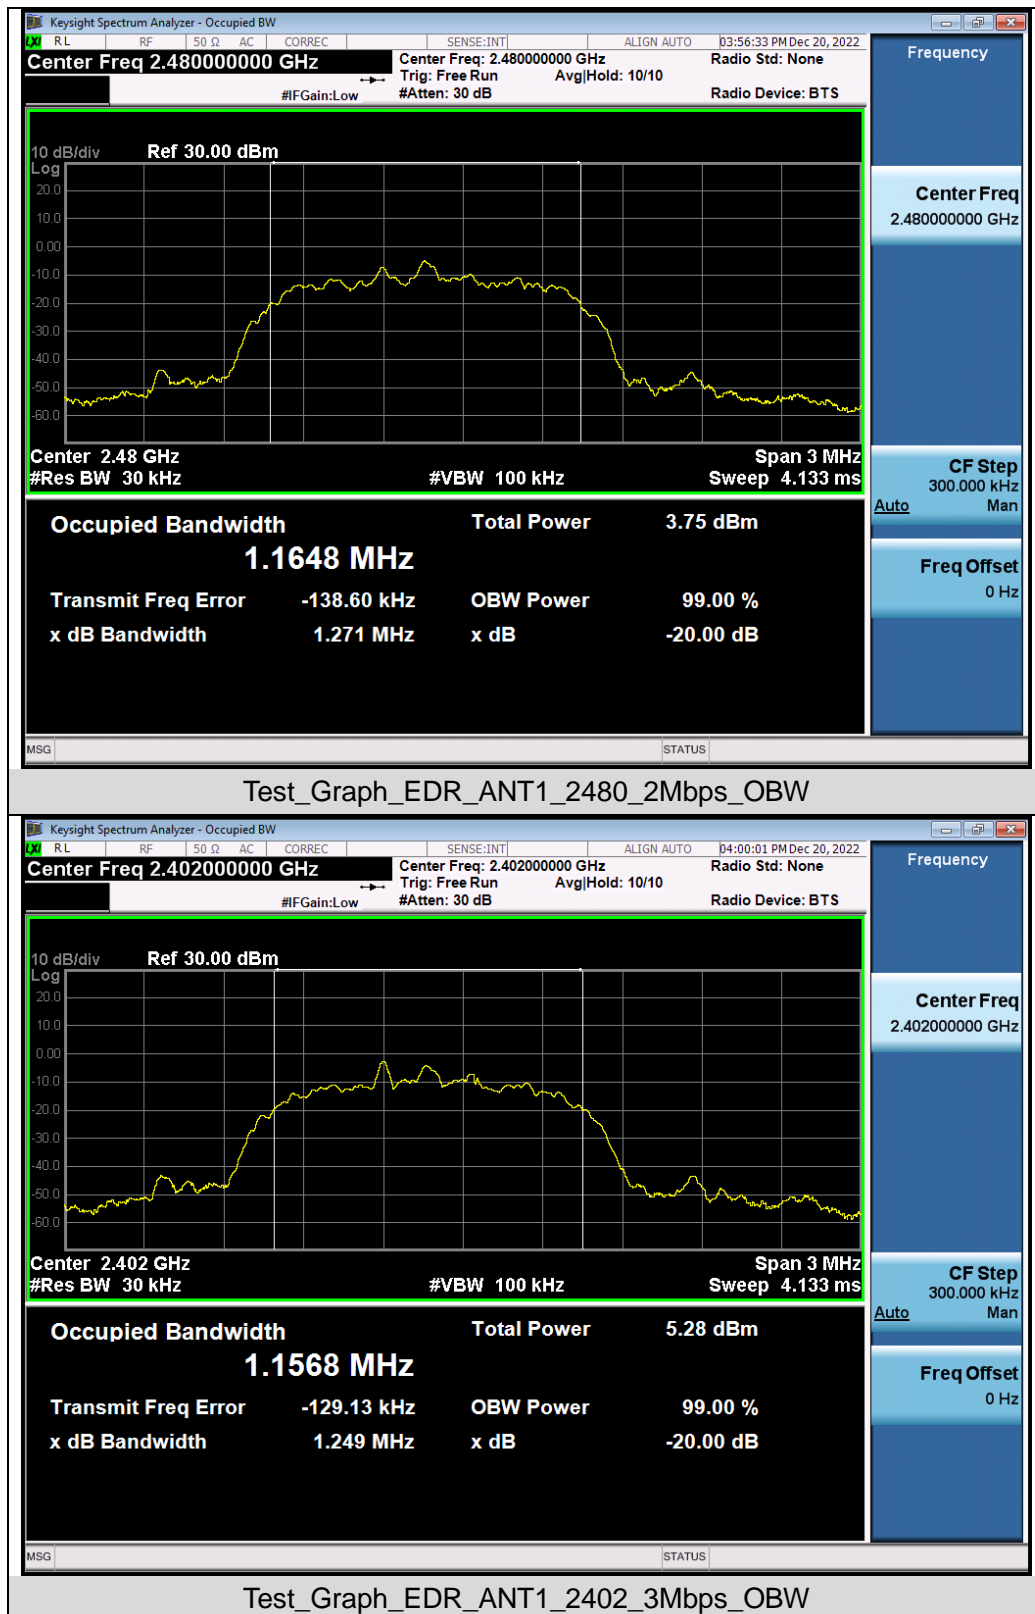 Keysight Spectrum Analyzer - Occupied BW
LXI RL RF 50 Ω AC CORREC SENSE:INT ALIGN AUTO 03:56:33 PM Dec 20, 2022
Center Freq 2.480000000 GHz Center Freq: 2.480000000 GHz Radio Std: None
Trig: Free Run Avg|Hold: 10/10
#IFGain:Low #Atten: 30 dB Radio Device: BTS
Frequency
10 dB/div Ref 30.00 dBm
Log
20.0
10.0
0.00
-10.0
-20.0
-30.0
-40.0
-50.0
-60.0
Center 2.48 GHz Span 3 MHz
#Res BW 30 kHz #VBW 100 kHz Sweep 4.133 ms
Center Freq
2.480000000 GHz
CF Step
300.000 kHz
Auto Man
Freq Offset
0 Hz
Occupied Bandwidth Total Power 3.75 dBm
1.1648 MHz
Transmit Freq Error -138.60 kHz OBW Power 99.00 %
x dB Bandwidth 1.271 MHz x dB -20.00 dB
MSG STATUS
Test_Graph_EDR_ANT1_2480_2Mbps_OBW
Keysight Spectrum Analyzer - Occupied BW
LXI RL RF 50 Ω AC CORREC SENSE:INT ALIGN AUTO 04:00:01 PM Dec 20, 2022
Center Freq 2.402000000 GHz Center Freq: 2.402000000 GHz Radio Std: None
Trig: Free Run Avg|Hold: 10/10
#IFGain:Low #Atten: 30 dB Radio Device: BTS
Frequency
10 dB/div Ref 30.00 dBm
Log
20.0
10.0
0.00
-10.0
-20.0
-30.0
-40.0
-50.0
-60.0
Center 2.402 GHz Span 3 MHz
#Res BW 30 kHz #VBW 100 kHz Sweep 4.133 ms
Center Freq
2.402000000 GHz
CF Step
300.000 kHz
Auto Man
Freq Offset
0 Hz
Occupied Bandwidth Total Power 5.28 dBm
1.1568 MHz
Transmit Freq Error -129.13 kHz OBW Power 99.00 %
x dB Bandwidth 1.249 MHz x dB -20.00 dB
MSG STATUS
Test_Graph_EDR_ANT1_2402_3Mbps_OBW